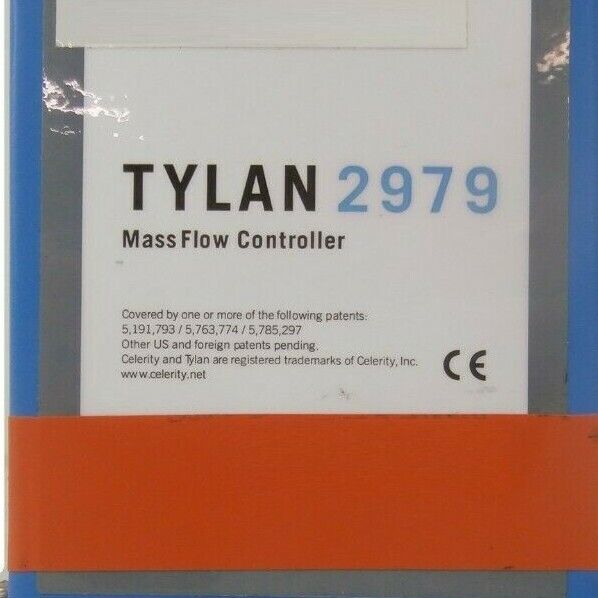 TYLAN 2979
Mass Flow Controller
Covered by one or more of the following patents:
5,191,793 / 5,763,774 / 5,785,297
Other US and foreign patents pending.
Celerity and Tylan are registered trademarks of Celerity, Inc.
www.celerity.net
CE